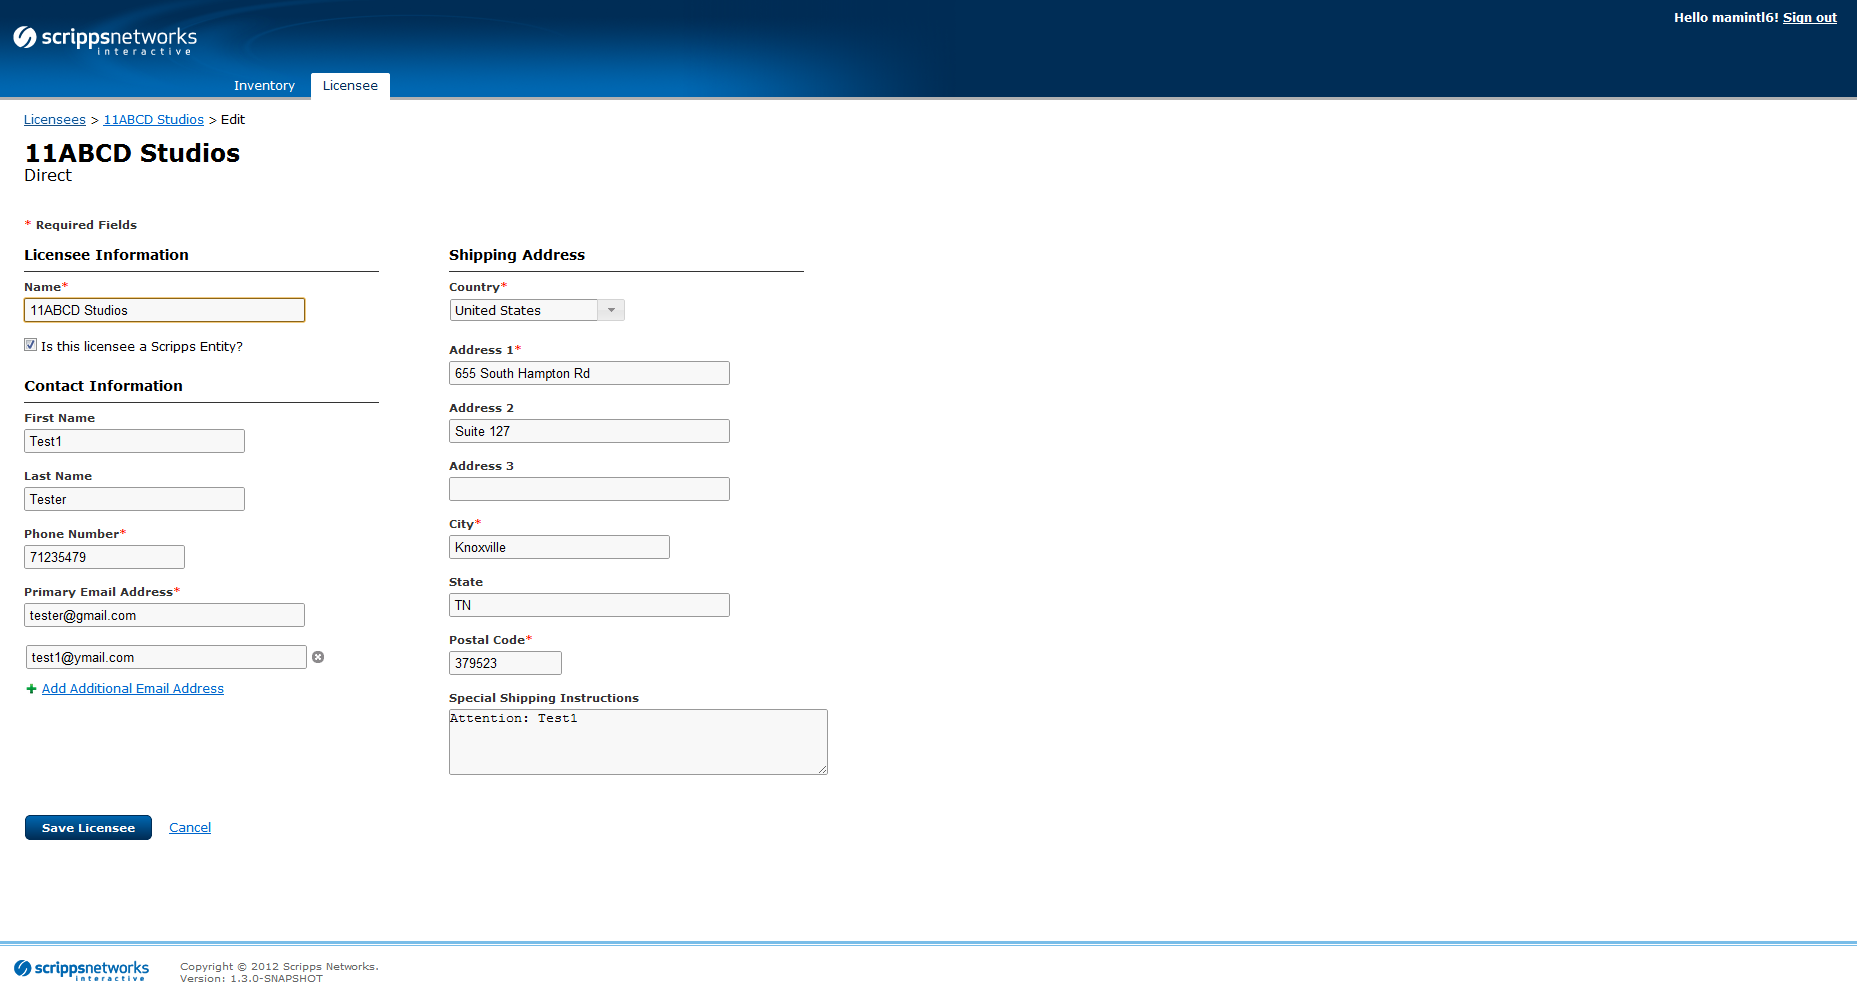 scrippsnetworks
interactive
Hello mamintl6! Sign out
Inventory
Licensee
Licensees > 11ABCD Studios > Edit
11ABCD Studios
Direct
* Required Fields
Licensee Information
Name*
11ABCD Studios
Is this licensee a Scripps Entity?
Contact Information
First Name
Test1
Last Name
Tester
Phone Number*
71235479
Primary Email Address*
tester@gmail.com
test1@ymail.com
Add Additional Email Address
Shipping Address
Country*
United States
Address 1*
655 South Hampton Rd
Address 2
Suite 127
Address 3
City*
Knoxville
State
TN
Postal Code*
379523
Special Shipping Instructions
Attention: Test1
Save Licensee
Cancel
scrippsnetworks
interactive
Copyright © 2012 Scripps Networks.
Version: 1.3.0-SNAPSHOT